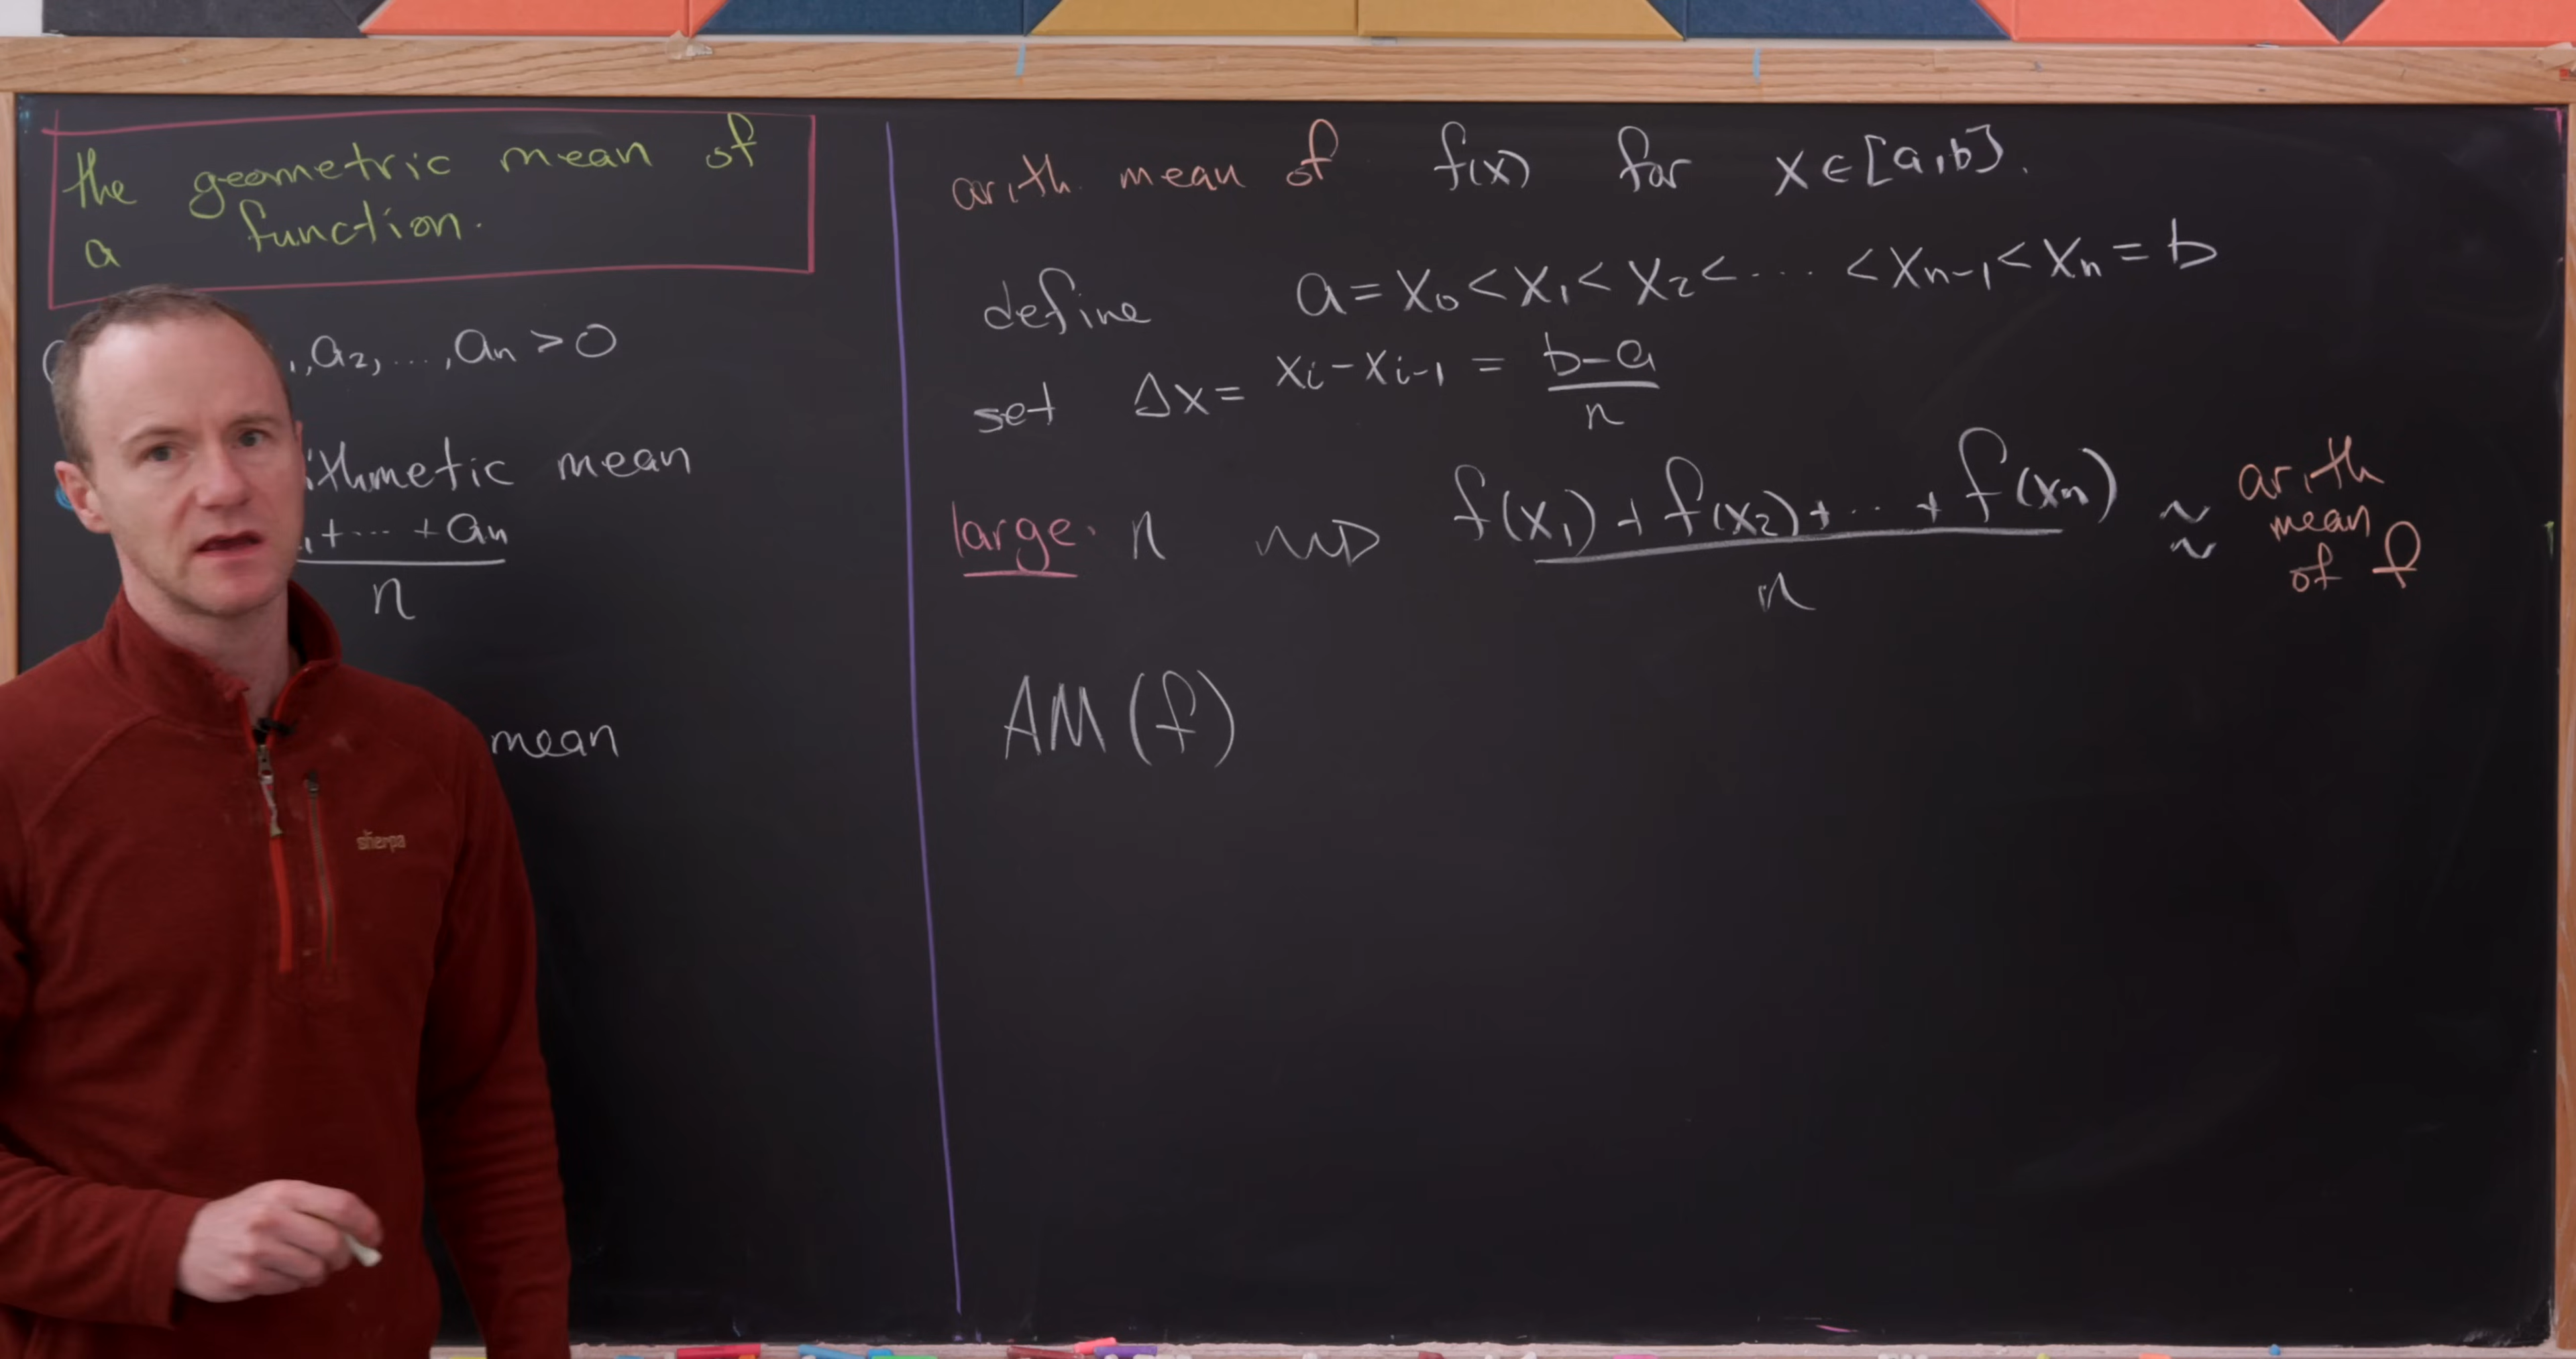 the geometric mean of
a function.
, a₂, ..., aₙ > 0
ithmetic mean
₁ + ⋯ + aₙ
n
mean
sherpa
arith. mean of f(x) for x ∈ [a,b].
define a = x₀ < x₁ < x₂ < ⋯ < xₙ₋₁ < xₙ = b
set Δx = xᵢ - xᵢ₋₁ = b-a
n
large n ⇝ f(x₁) + f(x₂) + ⋯ + f(xₙ) ≈ arith
n
mean
of f
AM(f)